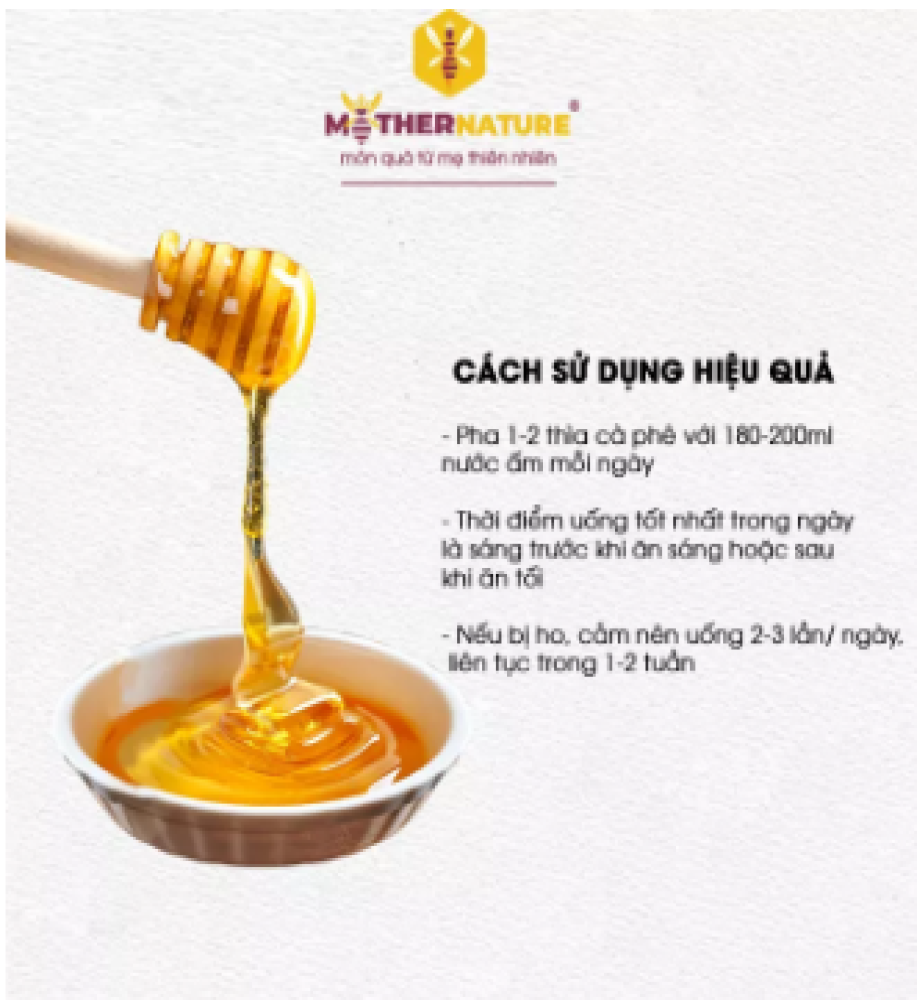 MOTHERNATURE®
món quà từ mẹ thiên nhiên
CÁCH SỬ DỤNG HIỆU QUẢ
- Pha 1-2 thìa cà phê với 180-200ml
nước ấm mỗi ngày
- Thời điểm uống tốt nhất trong ngày
là sáng trước khi ăn sáng hoặc sau
khi ăn tối
- Nếu bị ho, cảm nên uống 2-3 lần/ ngày,
liên tục trong 1-2 tuần